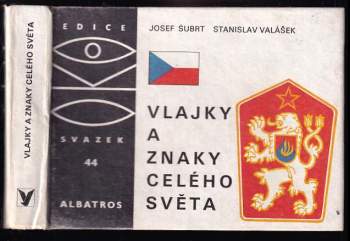 VLAJKY A ZNAKY CELÉHO SVĚTA
EDICE
SVAZEK
44
ALBATROS
JOSEF ŠUBRT STANISLAV VALÁŠEK
VLAJKY
A
ZNAKY
CELÉHO
SVĚTA